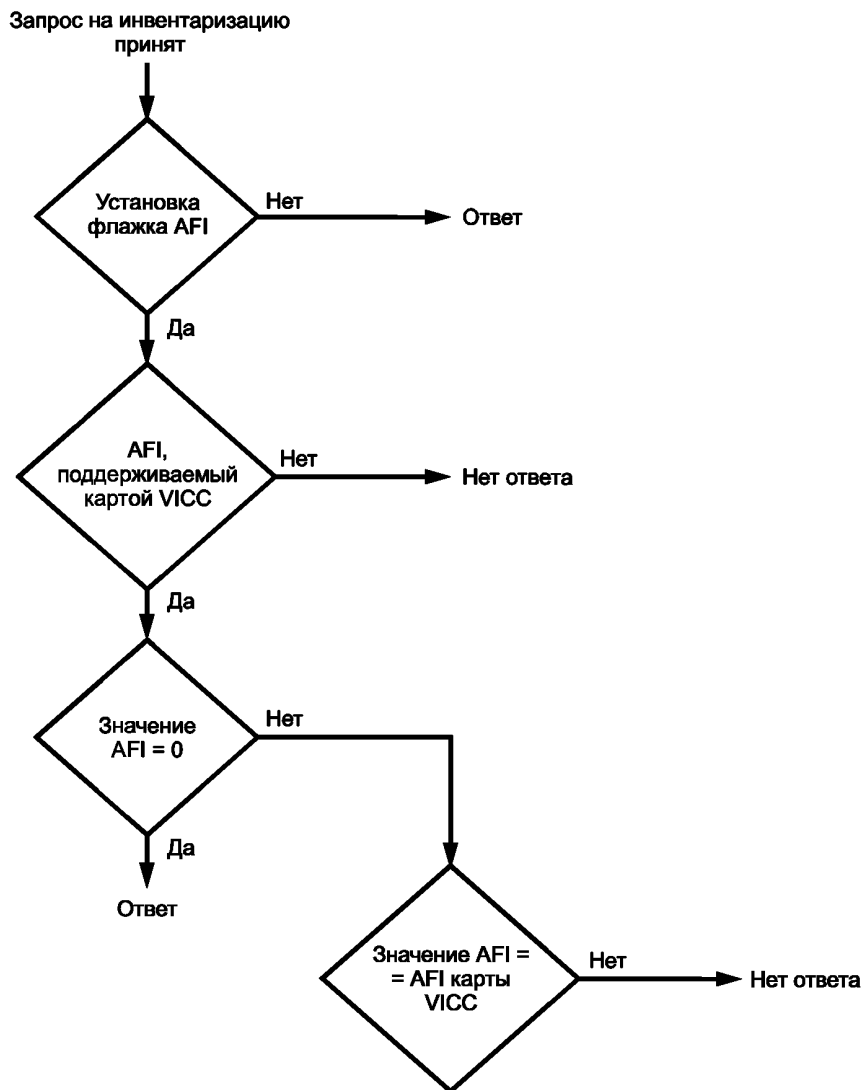 Запрос на инвентаризацию
принят
Установка
флажка AFI
Нет
Ответ
Да
AFI,
поддерживаемый
картой VICC
Нет
Нет ответа
Да
Значение
AFI = 0
Нет
Да
Ответ
Значение AFI =
= AFI карты
VICC
Нет
Нет ответа